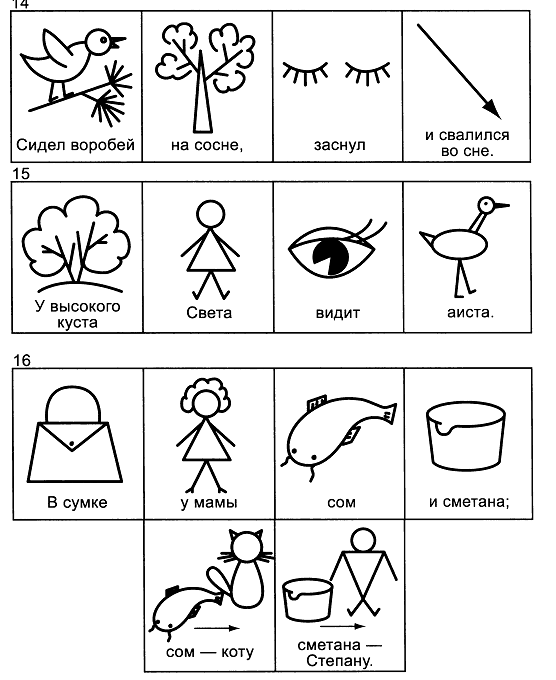 14
Сидел воробей
на сосне,
заснул
и свалился
во сне.
15
У высокого
куста
Света
видит
аиста.
16
В сумке
у мамы
сом
и сметана;
сом — коту
сметана —
Степану.